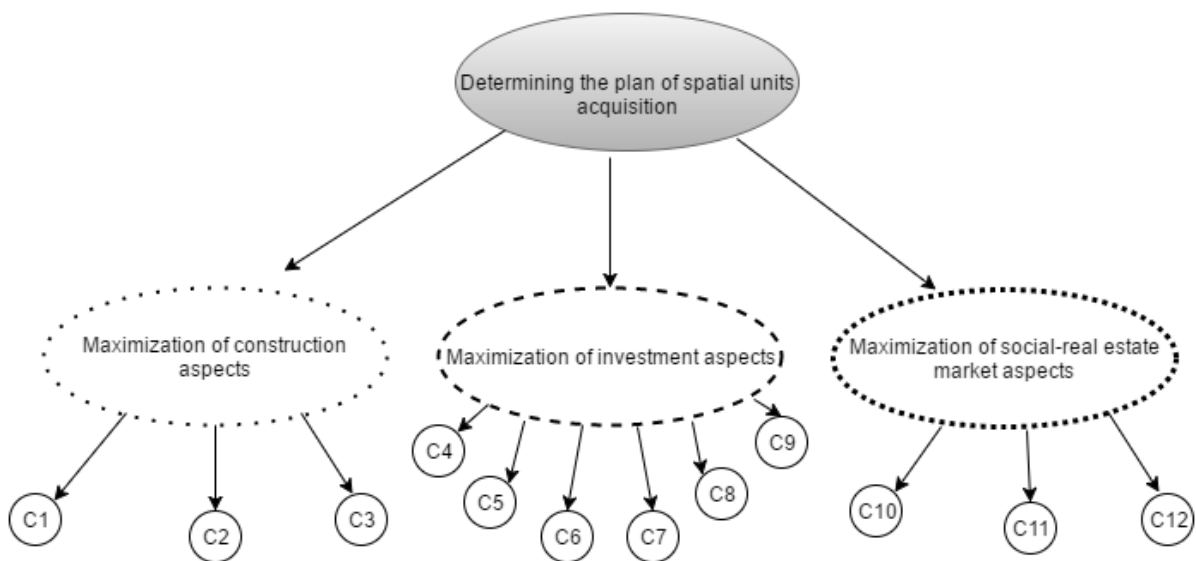 Determining the plan of spatial units
acquisition
Maximization of construction
aspects
Maximization of investment aspects
Maximization of social-real estate
market aspects
C1
C2
C3
C4
C5
C6
C7
C8
C9
C10
C11
C12